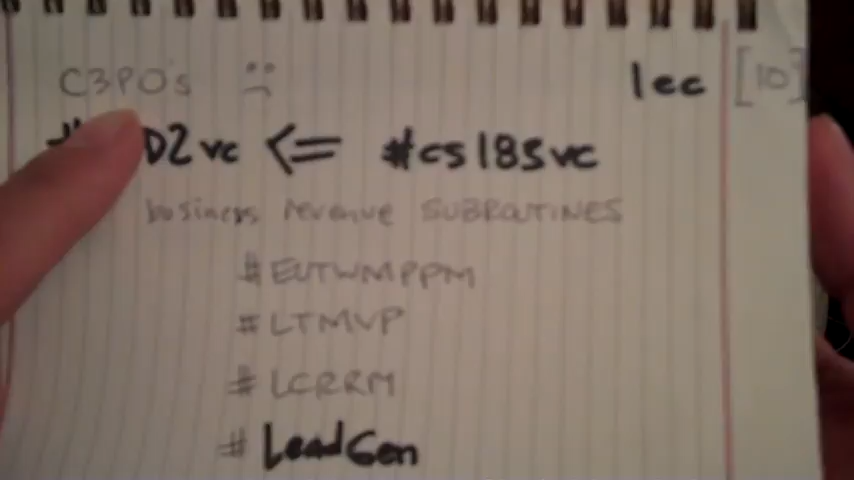 C3PO's :( lec [10]
D2vc <= #cs183vc
business revenue SUBROUTINES
#EUTWMPPM
#LTMVP
#LCRRM
#LeadGen